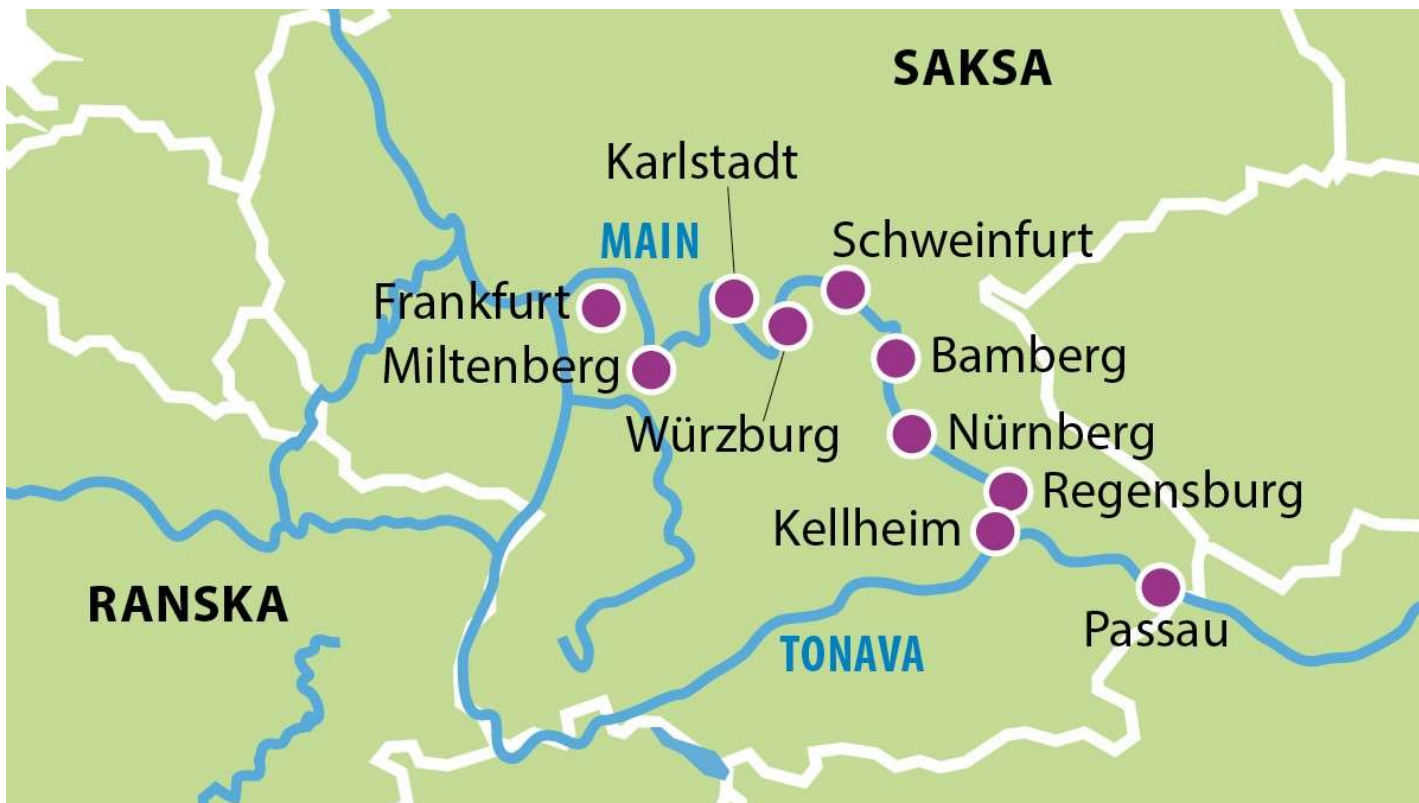 SAKSA
Karlstadt
MAIN
Schweinfurt
Frankfurt
Miltenberg
Bamberg
Würzburg
Nürnberg
Regensburg
Kellheim
RANSKA
Passau
TONAVA